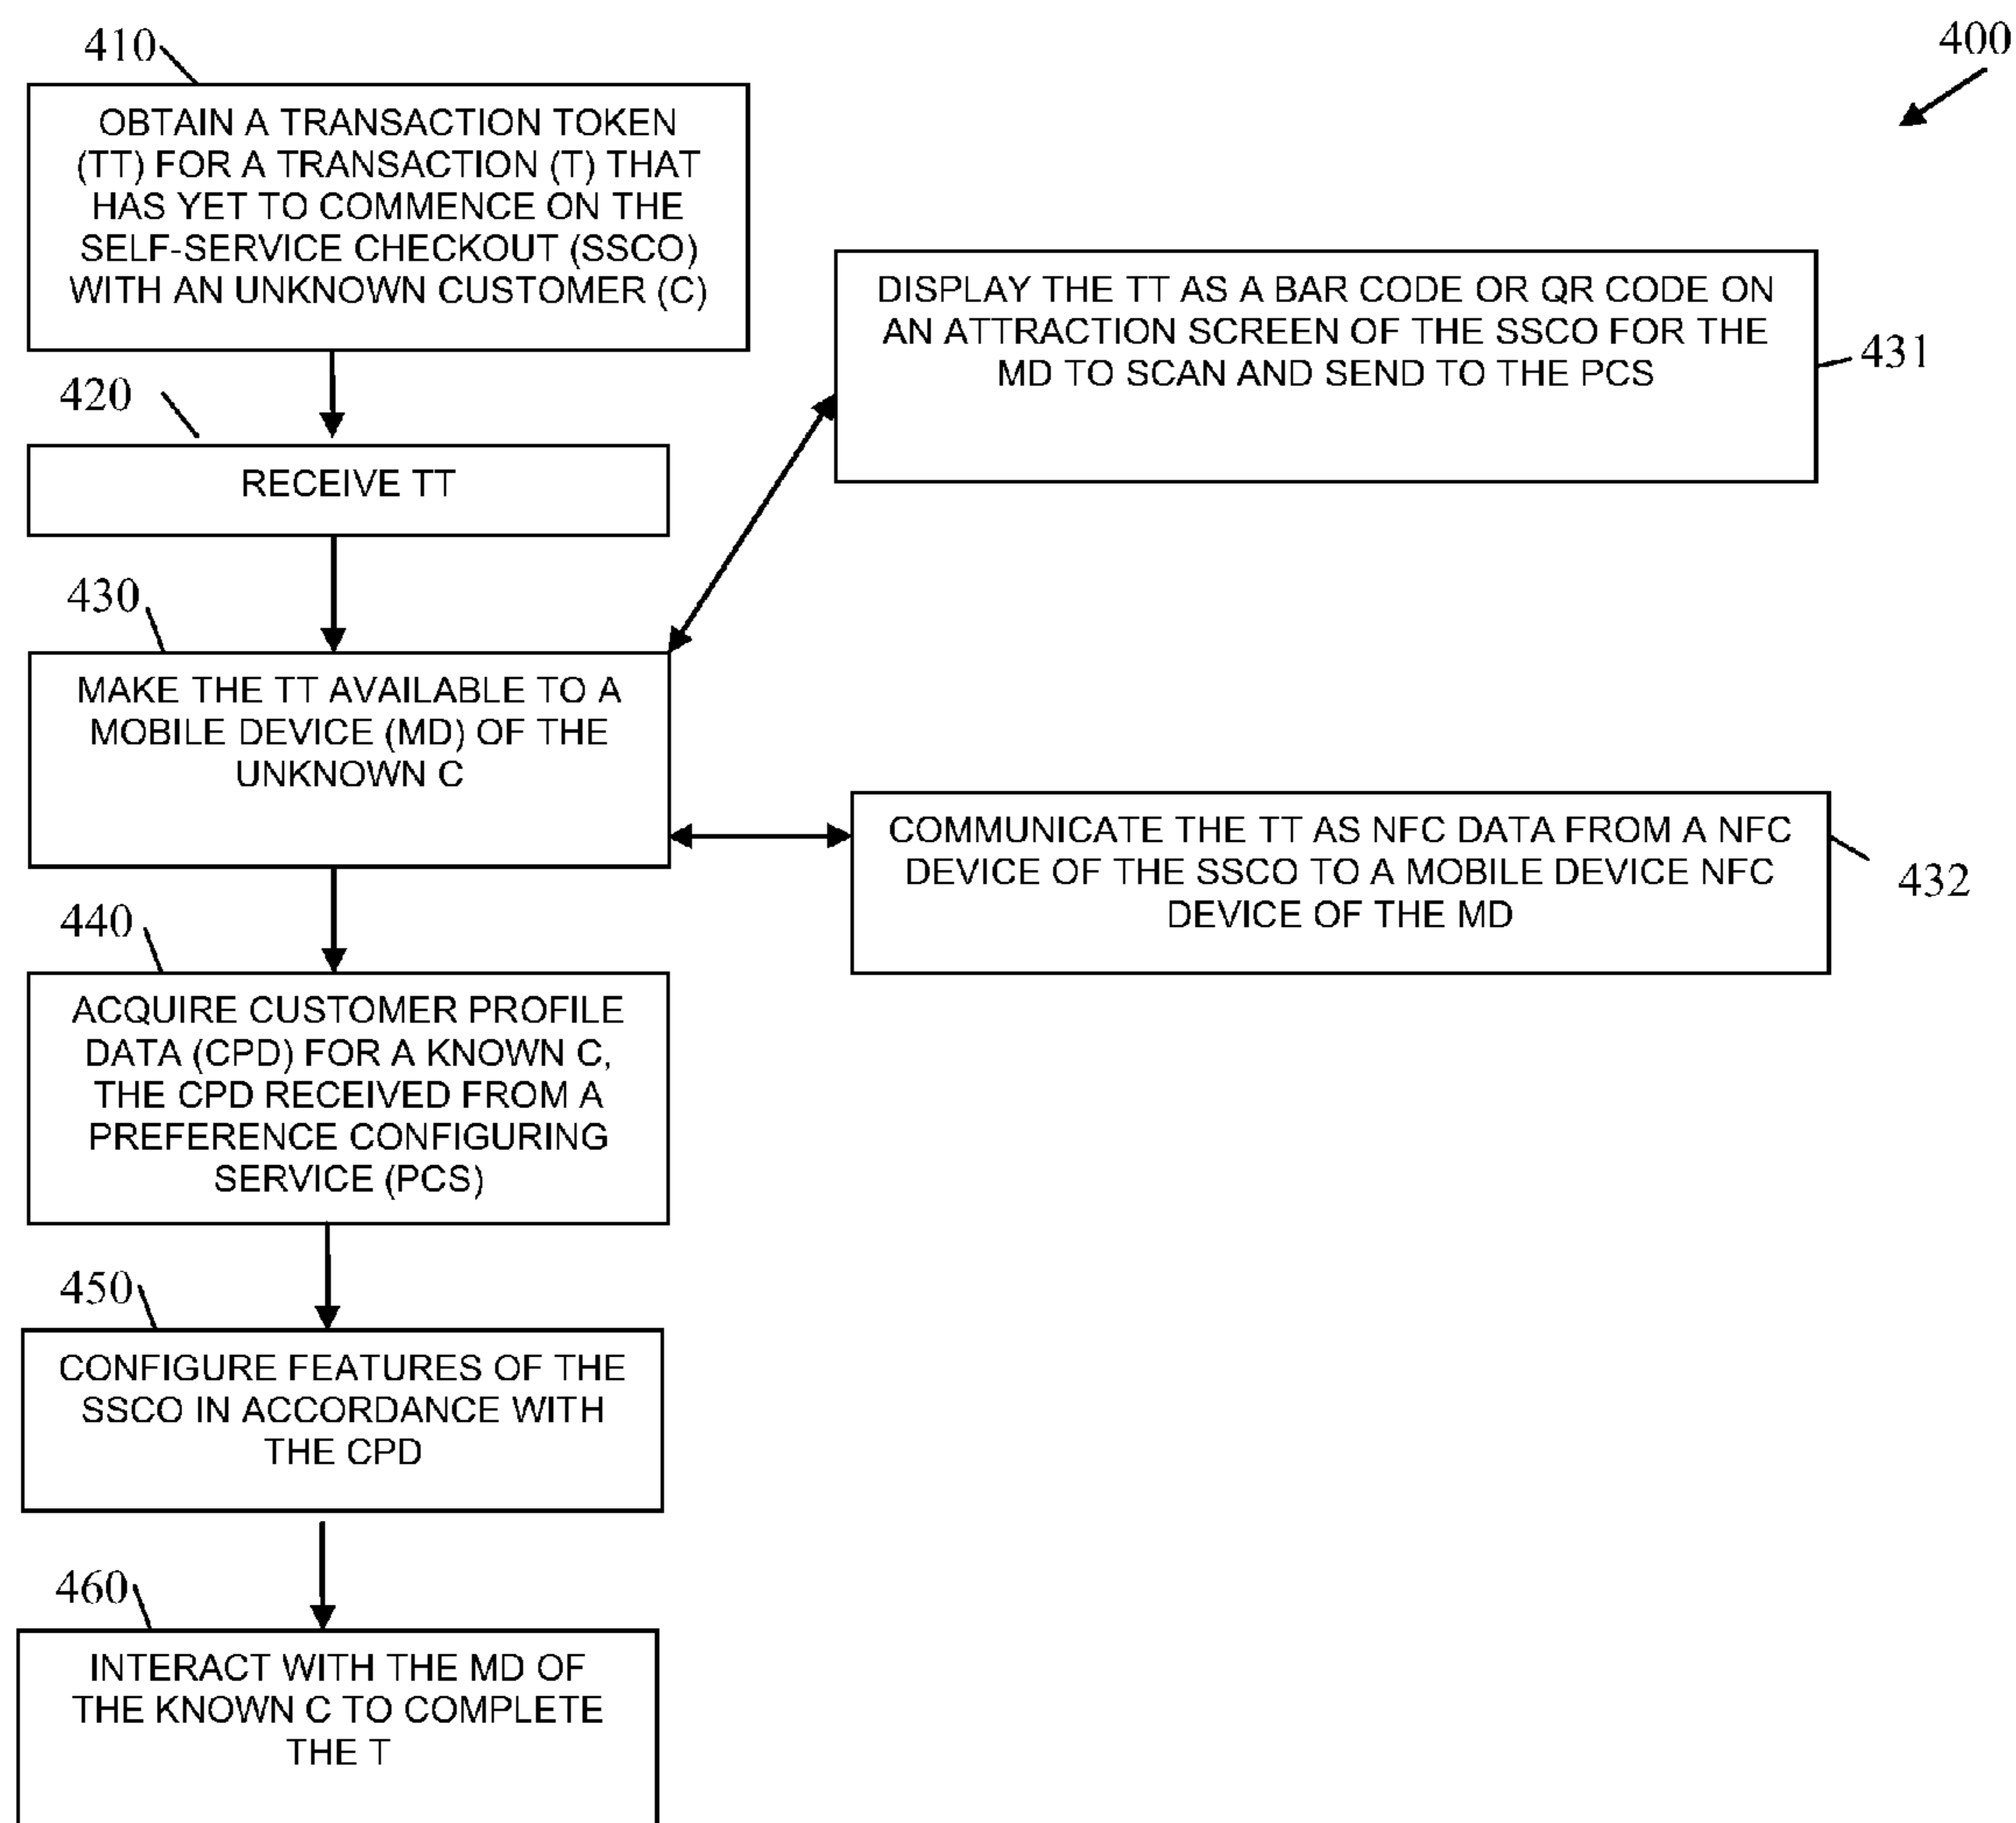 400
410
OBTAIN A TRANSACTION TOKEN
(TT) FOR A TRANSACTION (T) THAT
HAS YET TO COMMENCE ON THE
SELF-SERVICE CHECKOUT (SSCO)
WITH AN UNKNOWN CUSTOMER (C)
420
RECEIVE TT
430
MAKE THE TT AVAILABLE TO A
MOBILE DEVICE (MD) OF THE
UNKNOWN C
431
DISPLAY THE TT AS A BAR CODE OR QR CODE ON
AN ATTRACTION SCREEN OF THE SSCO FOR THE
MD TO SCAN AND SEND TO THE PCS
432
COMMUNICATE THE TT AS NFC DATA FROM A NFC
DEVICE OF THE SSCO TO A MOBILE DEVICE NFC
DEVICE OF THE MD
440
ACQUIRE CUSTOMER PROFILE
DATA (CPD) FOR A KNOWN C,
THE CPD RECEIVED FROM A
PREFERENCE CONFIGURING
SERVICE (PCS)
450
CONFIGURE FEATURES OF THE
SSCO IN ACCORDANCE WITH
THE CPD
460
INTERACT WITH THE MD OF
THE KNOWN C TO COMPLETE
THE T